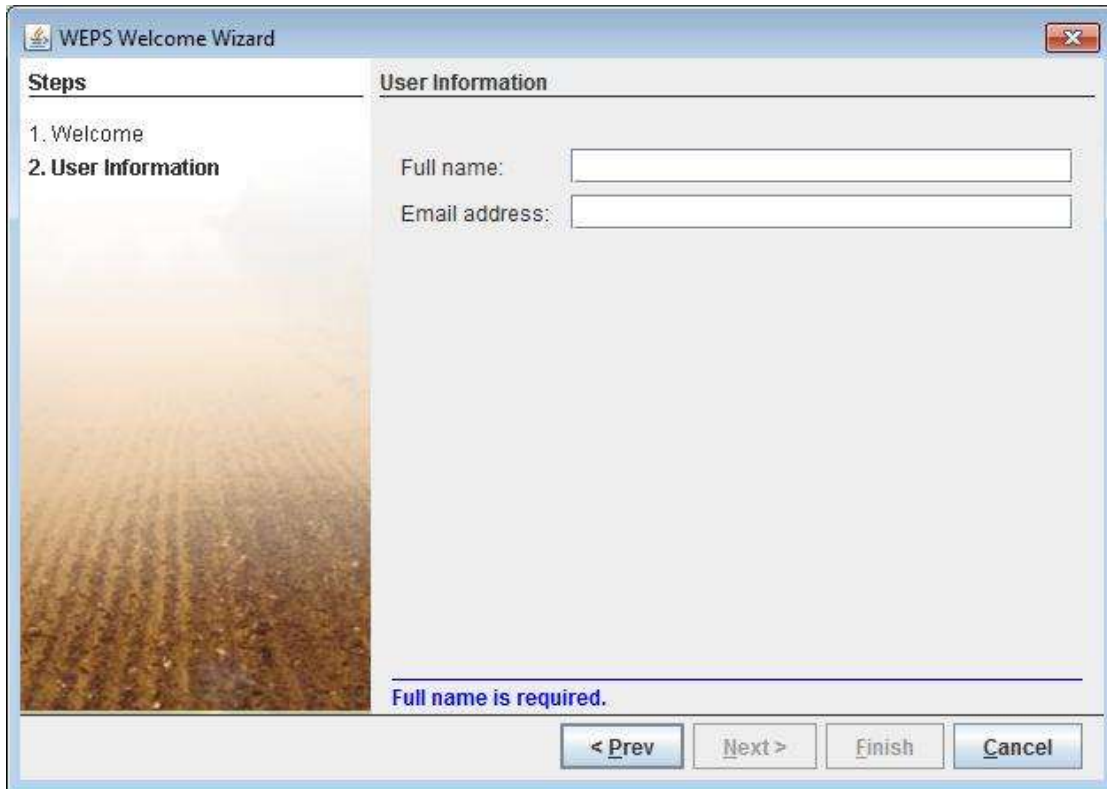 WEPS Welcome Wizard
Steps
1. Welcome
2. User Information
User Information
Full name:
Email address:
Full name is required.
< Prev
Next >
Finish
Cancel